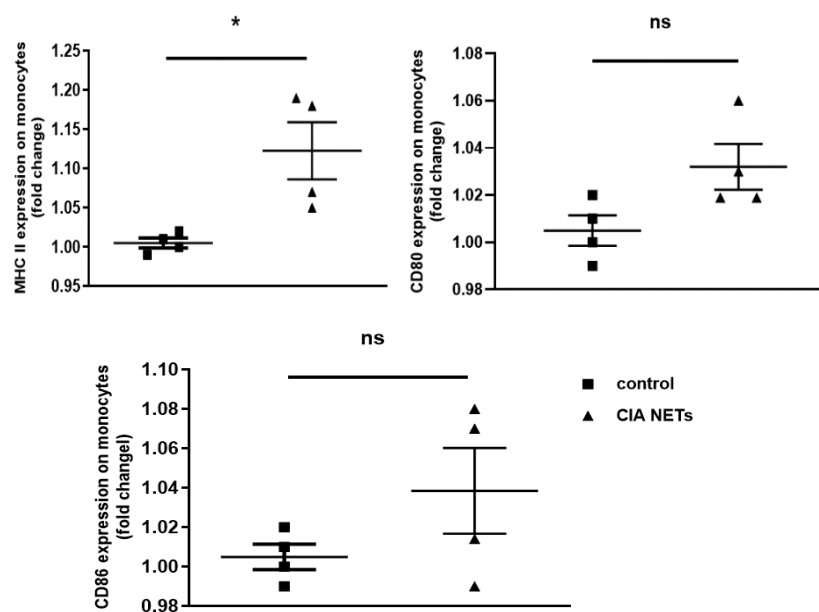 *
MHC II expression on monocytes
(fold change)
1.25
1.20
1.15
1.10
1.05
1.00
0.95
ns
CD80 expression on monocytes
(fold change)
1.08
1.06
1.04
1.02
1.00
0.98
ns
CD86 expression on monocytes
(fold changel)
1.10
1.08
1.06
1.04
1.02
1.00
0.98
control
CIA NETs